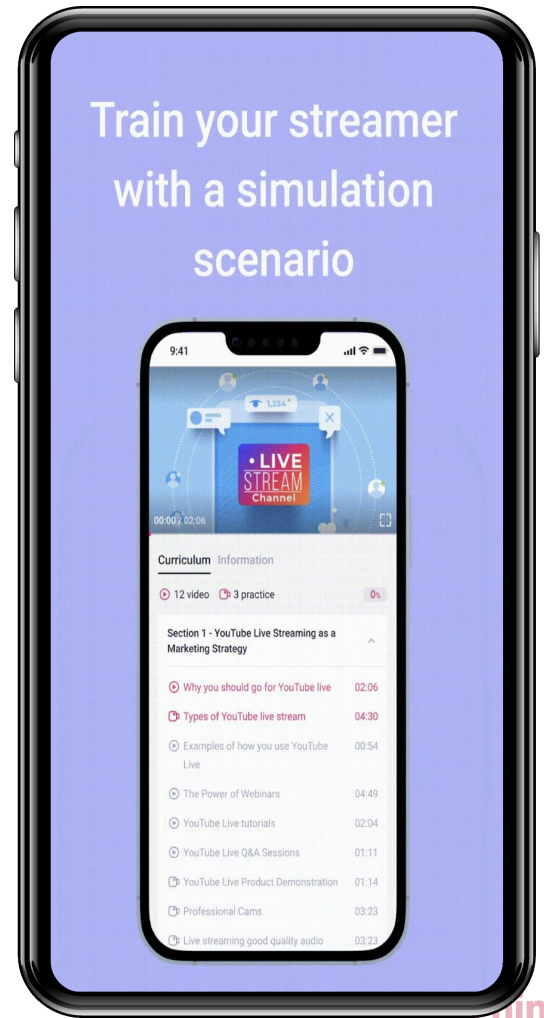 Train your streamer
with a simulation
scenario
9:41
1,234
• LIVE
STREAM
Channel
00:00 / 02:06
Curriculum Information
12 video 3 practice 0%
Section 1 - YouTube Live Streaming as a
Marketing Strategy
Why you should go for YouTube live 02:06
Types of YouTube live stream 04:30
Examples of how you use YouTube 00:54
Live
The Power of Webinars 04:49
YouTube Live tutorials 02:04
YouTube Live Q&A Sessions 01:11
YouTube Live Product Demonstration 01:14
Professional Cams 03:23
Live streaming good quality audio 03:23